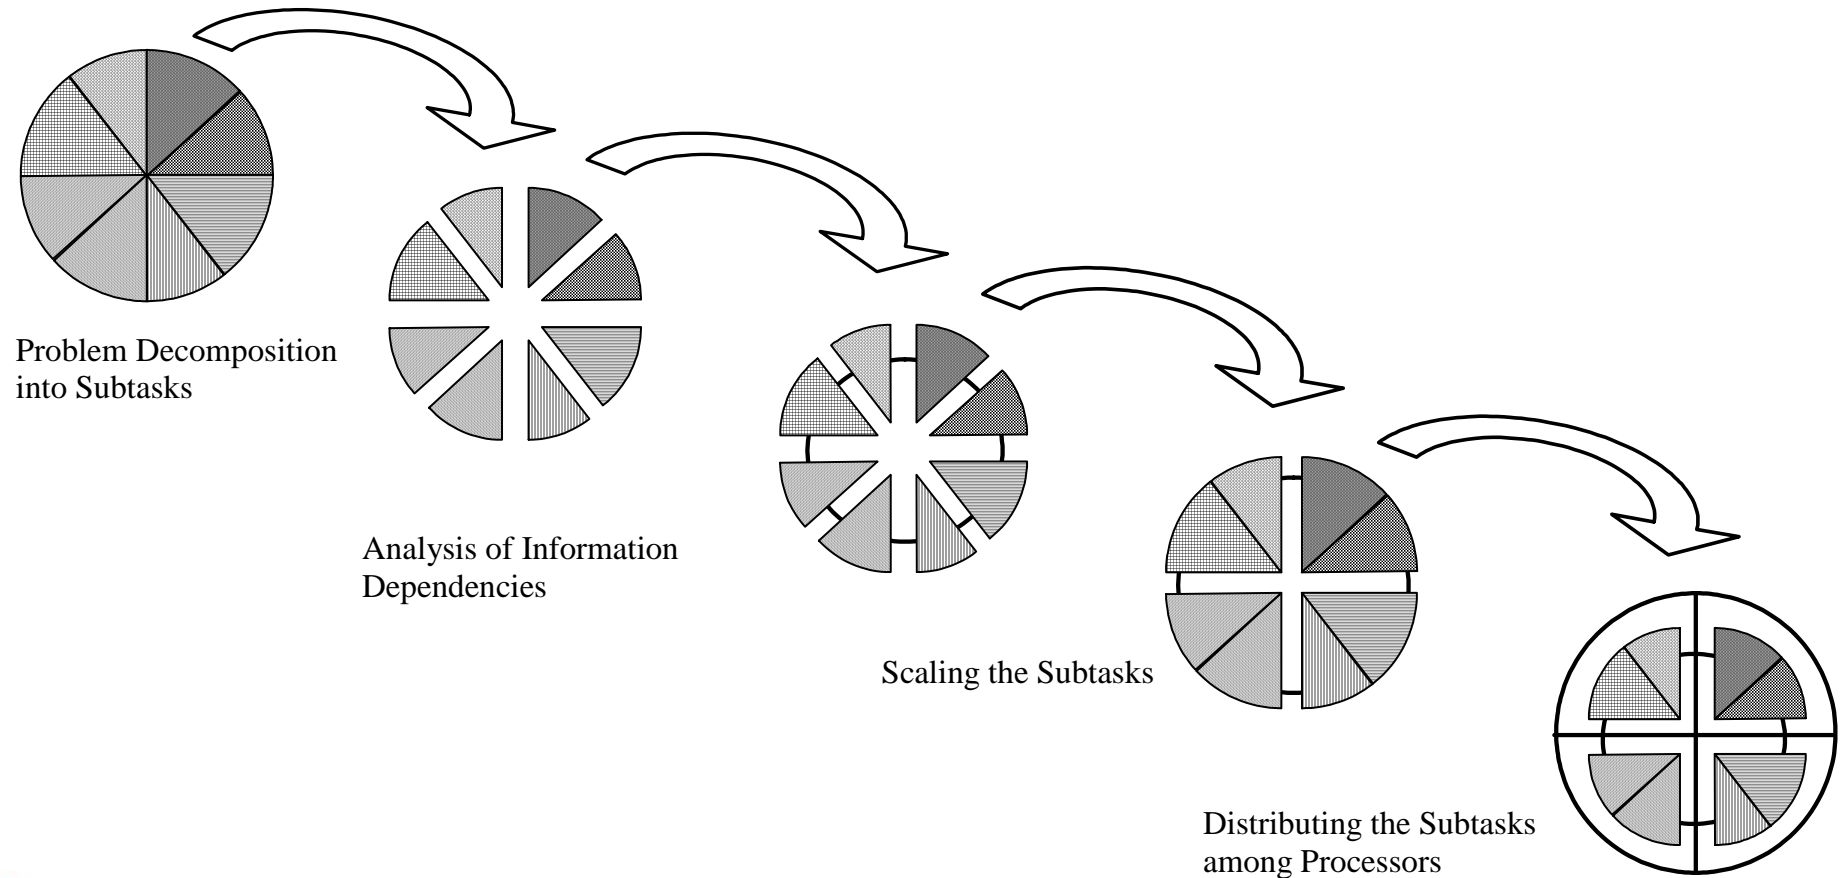 Problem Decomposition
into Subtasks
Analysis of Information
Dependencies
Scaling the Subtasks
Distributing the Subtasks
among Processors